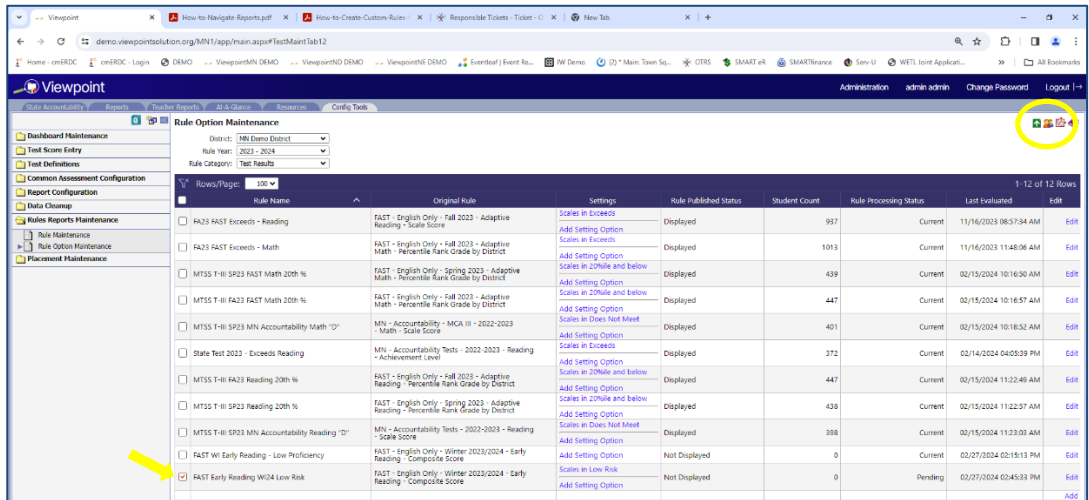 Viewpoint
How-to-Navigate-Reports.pdf
How-to-Create-Custom-Rules
Responsible Tickets - Ticket - O
New Tab
demo.viewpointsolution.org/MN1/app/main.aspx#TestMaintTab12
Home - cmERDC
cmERDC - Login
DEMO
ViewpointMN DEMO
ViewpointND DEMO
ViewpointNE DEMO
Eventleaf | Event Re...
IW Demo
(2) * Main: Town Sq...
OTRS
SMART eR
SMARTfinance
Serv-U
WETL Joint Applicati...
All Bookmarks
Viewpoint
Administration admin admin Change Password Logout
State Accountability Reports Teacher Reports At-A-Glance Resources Config Tools
Dashboard Maintenance
Test Score Entry
Test Definitions
Common Assessment Configuration
Report Configuration
Data Cleanup
Rules Reports Maintenance
Rule Maintenance
Rule Option Maintenance
Placement Maintenance
Rule Option Maintenance
District: MN Demo District
Rule Year: 2023 - 2024
Rule Category: Test Results
Rows/Page: 100 1-12 of 12 Rows
Rule Name Original Rule Settings Rule Published Status Student Count Rule Processing Status Last Evaluated Edit
FA23 FAST Exceeds - Reading
FAST - English Only - Fall 2023 - Adaptive
Reading - Scale Score
Scales in Exceeds
Add Setting Option
Displayed 937 Current 11/16/2023 08:57:34 AM Edit
FA23 FAST Exceeds - Math
FAST - English Only - Fall 2023 - Adaptive
Math - Percentile Rank Grade by District
Scales in Exceeds
Add Setting Option
Displayed 1013 Current 11/16/2023 11:48:06 AM Edit
MTSS T-III SP23 FAST Math 20th %
FAST - English Only - Spring 2023 - Adaptive
Math - Percentile Rank Grade by District
Scales in 20%ile and below
Add Setting Option
Displayed 439 Current 02/15/2024 10:16:50 AM Edit
MTSS T-III FA23 FAST Math 20th %
FAST - English Only - Fall 2023 - Adaptive
Math - Percentile Rank Grade by District
Scales in 20%ile and below
Add Setting Option
Displayed 447 Current 02/15/2024 10:16:57 AM Edit
MTSS T-III SP23 MN Accountability Math "D"
MN - Accountability - MCA III - 2022-2023
- Math - Scale Score
Scales in Does Not Meet
Add Setting Option
Displayed 401 Current 02/15/2024 10:18:52 AM Edit
State Test 2023 - Exceeds Reading
MN - Accountability Tests - 2022-2023 - Reading
- Achievement Level
Scales in Exceeds
Add Setting Option
Displayed 372 Current 02/14/2024 04:05:39 PM Edit
MTSS T-III FA23 Reading 20th %
FAST - English Only - Fall 2023 - Adaptive
Reading - Percentile Rank Grade by District
Scales in 20%ile and below
Add Setting Option
Displayed 447 Current 02/15/2024 11:22:49 AM Edit
MTSS T-III SP23 Reading 20th %
FAST - English Only - Spring 2023 - Adaptive
Reading - Percentile Rank Grade by District
Scales in 20%ile and below
Add Setting Option
Displayed 438 Current 02/15/2024 11:22:57 AM Edit
MTSS T-III SP23 MN Accountability Reading "D"
MN - Accountability Tests - 2022-2023 - Reading
- Scale Score
Scales in Does Not Meet
Add Setting Option
Displayed 398 Current 02/15/2024 11:23:03 AM Edit
FAST WI Early Reading - Low Proficiency
FAST - English Only - Winter 2023/2024 - Early
Reading - Composite Score
Add Setting Option
Not Displayed 0 Current 02/27/2024 02:15:13 PM Edit
FAST Early Reading WI24 Low Risk
FAST - English Only - Winter 2023/2024 - Early
Reading - Composite Score
Scales in Low Risk
Add Setting Option
Not Displayed 0 Pending 02/27/2024 02:45:33 PM Edit
Add